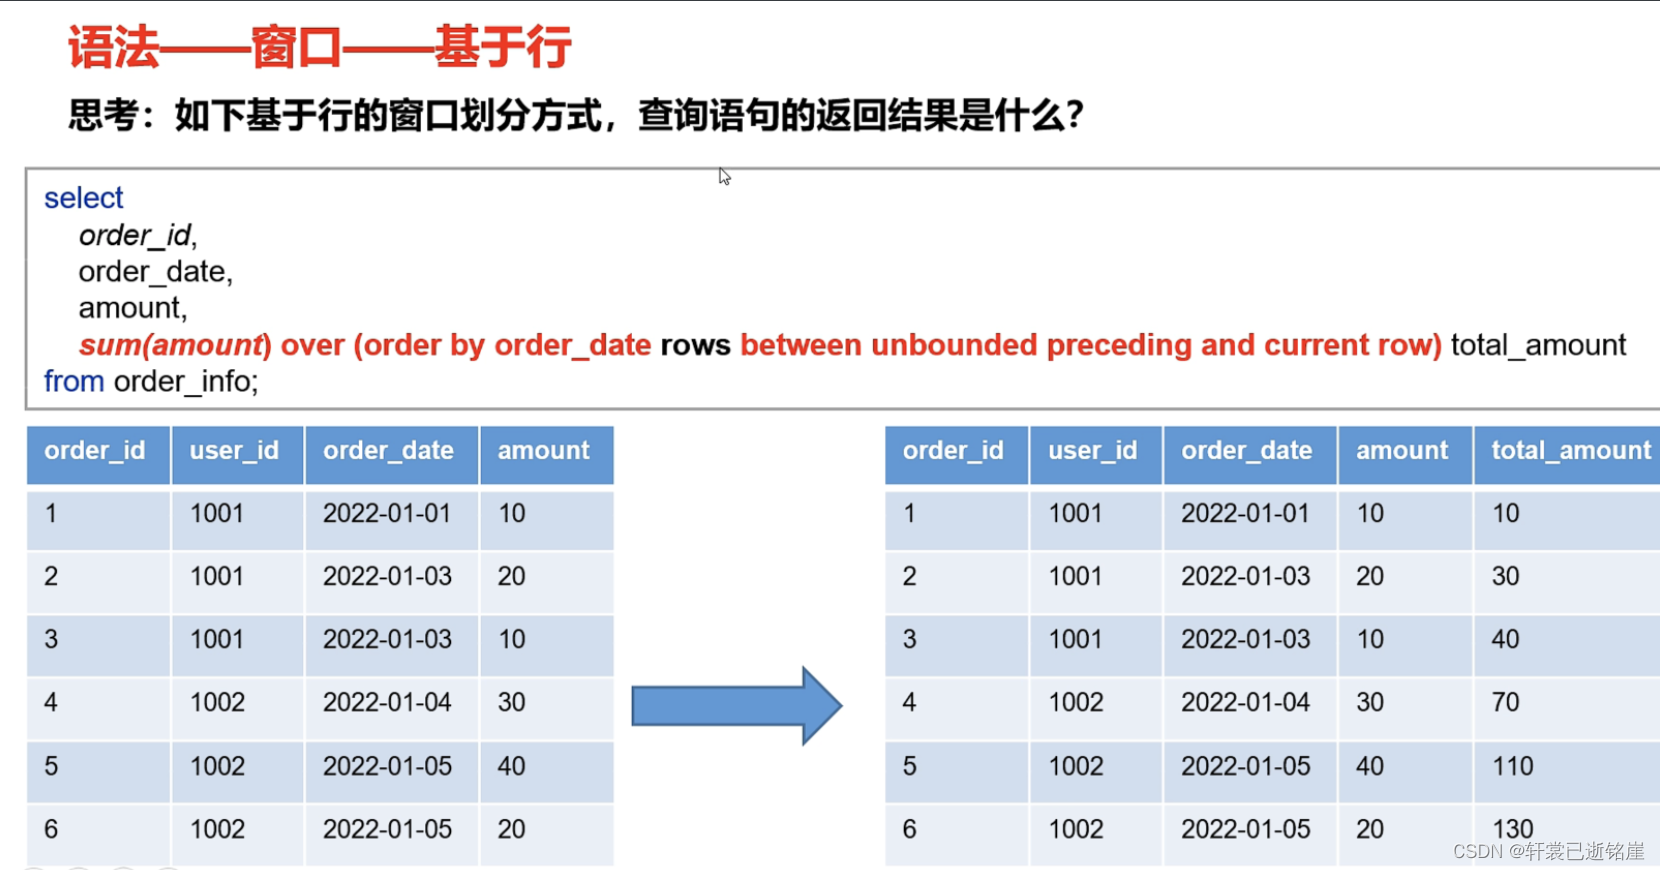 语法——窗口——基于行
思考：如下基于行的窗口划分方式，查询语句的返回结果是什么？
select
order_id,
order_date,
amount,
sum(amount) over (order by order_date rows between unbounded preceding and current row) total_amount
from order_info;
order_id user_id order_date amount
1 1001 2022-01-01 10
2 1001 2022-01-03 20
3 1001 2022-01-03 10
4 1002 2022-01-04 30
5 1002 2022-01-05 40
6 1002 2022-01-05 20
order_id user_id order_date amount total_amount
1 1001 2022-01-01 10 10
2 1001 2022-01-03 20 30
3 1001 2022-01-03 10 40
4 1002 2022-01-04 30 70
5 1002 2022-01-05 40 110
6 1002 2022-01-05 20 130
CSDN @轩裳已逝铭崖